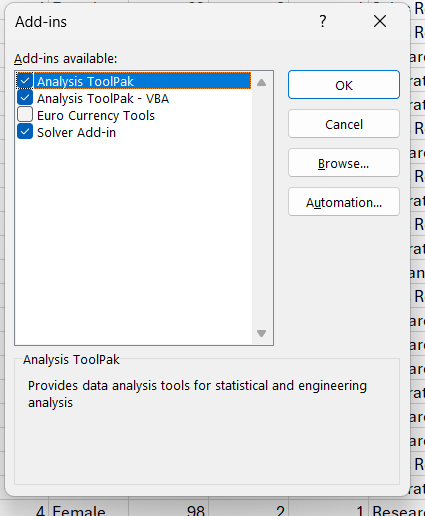 Add-ins
?
Add-ins available:
Analysis ToolPak
Analysis ToolPak - VBA
Euro Currency Tools
Solver Add-in
OK
Cancel
Browse...
Automation...
Analysis ToolPak
Provides data analysis tools for statistical and engineering
analysis
4 Female 98 2 1 Resear